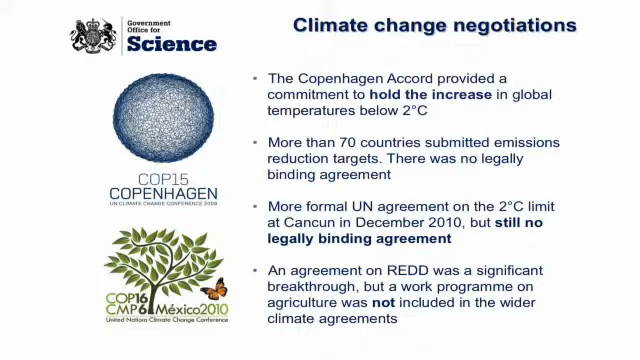 Government
Office for
Science
Climate change negotiations
COP15
COPENHAGEN
UN CLIMATE CHANGE CONFERENCE 2009
COP16
CMP6 México2010
United Nations Climate Change Conference
• The Copenhagen Accord provided a
commitment to hold the increase in global
temperatures below 2°C
• More than 70 countries submitted emissions
reduction targets. There was no legally
binding agreement
• More formal UN agreement on the 2°C limit
at Cancun in December 2010, but still no
legally binding agreement
• An agreement on REDD was a significant
breakthrough, but a work programme on
agriculture was not included in the wider
climate agreements